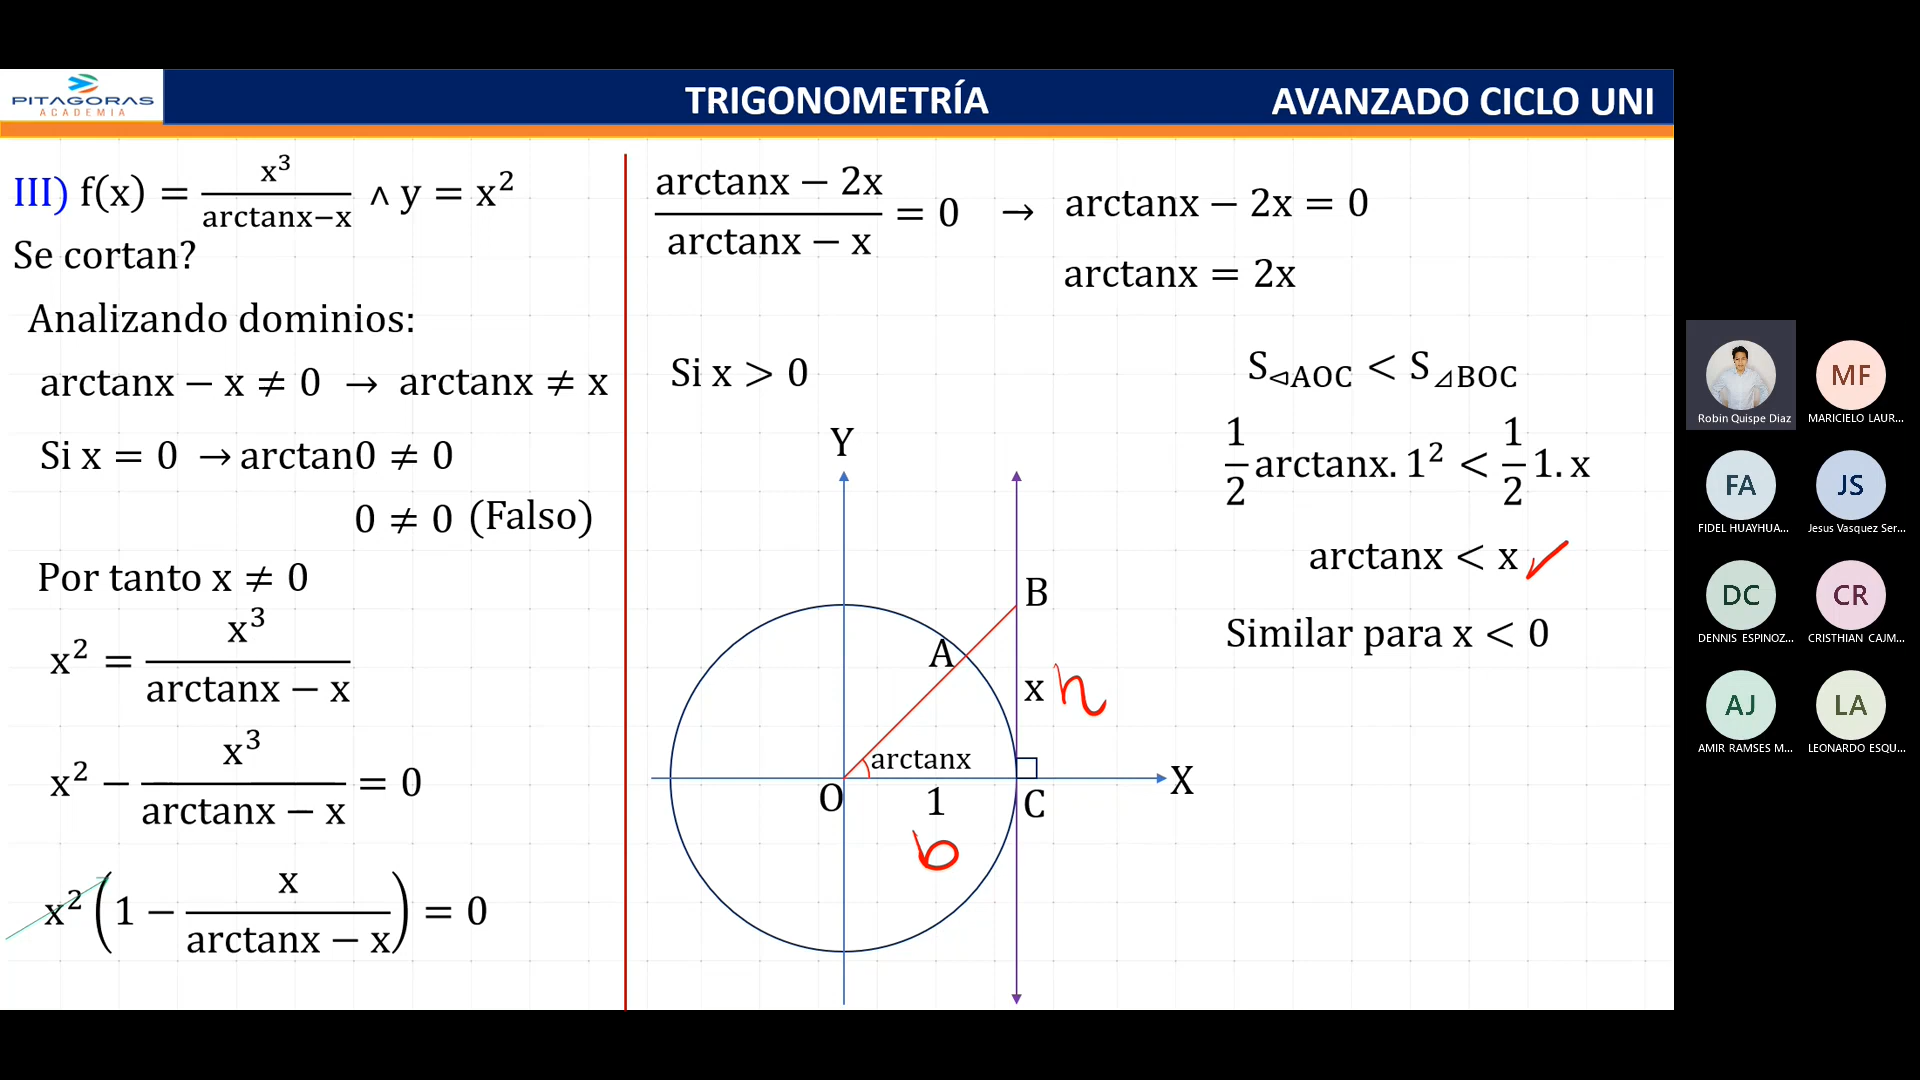 PITAGORAS
ACADEMIA
TRIGONOMETRÍA
AVANZADO CICLO UNI
III) f(x) = x³/(arctanx−x) ∧ y = x²
Se cortan?
Analizando dominios:
arctanx − x ≠ 0 → arctanx ≠ x
Si x = 0 → arctan0 ≠ 0
0 ≠ 0 (Falso)
Por tanto x ≠ 0
x² = x³/(arctanx − x)
x² − x³/(arctanx − x) = 0
x² (1 − x/(arctanx − x)) = 0
(arctanx − 2x)/(arctanx − x) = 0 → arctanx − 2x = 0
arctanx = 2x
Si x > 0
Y
B
A
x h
arctanx
O 1 C X
b
S⊲AOC < S⊿BOC
1/2 arctanx. 1² < 1/2 1. x
arctanx < x ✓
Similar para x < 0
Robin Quispe Diaz
MF
MARICIELO LAUR...
FA
FIDEL HUAYHUA...
JS
Jesus Vasquez Ser...
DC
DENNIS ESPINOZ...
CR
CRISTHIAN CAJM...
AJ
AMIR RAMSES M...
LA
LEONARDO ESQU...